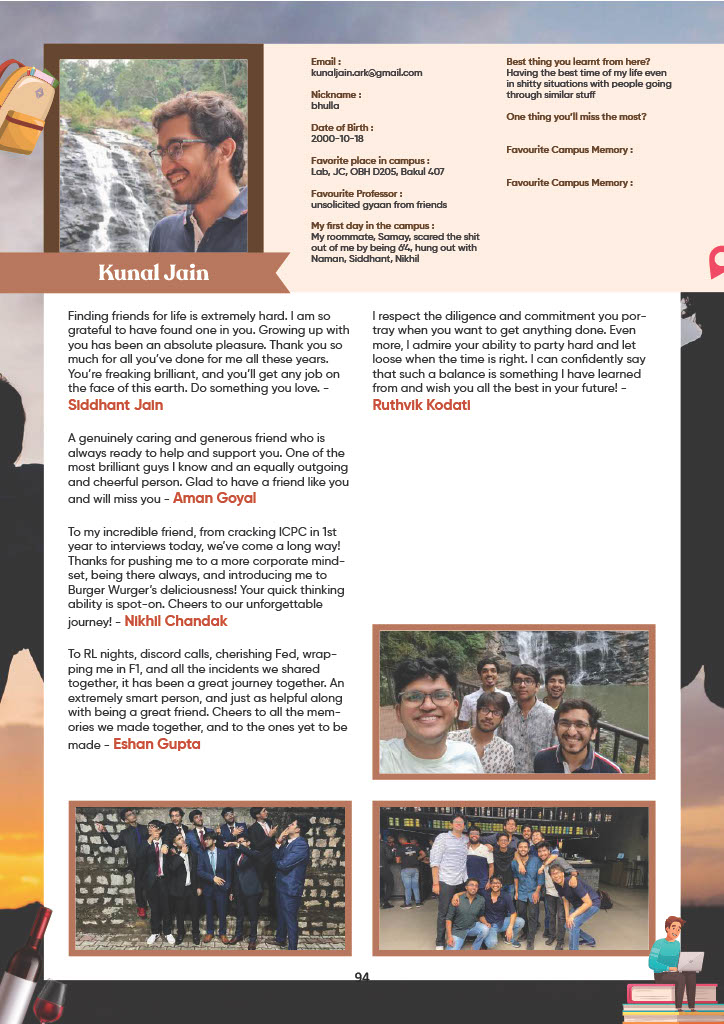 Email :
kunaljain.ark@gmail.com
Nickname :
bhulla
Date of Birth :
2000-10-18
Favorite place in campus :
Lab, JC, OBH D205, Bakul 407
Favourite Professor :
unsolicited gyaan from friends
My first day in the campus :
My roommate, Samay, scared the shit
out of me by being 6'4, hung out with
Naman, Siddhant, Nikhil
Best thing you learnt from here?
Having the best time of my life even
in shitty situations with people going
through similar stuff
One thing you'll miss the most?
Favourite Campus Memory :
Favourite Campus Memory :
Kunal Jain
Finding friends for life is extremely hard. I am so
grateful to have found one in you. Growing up with
you has been an absolute pleasure. Thank you so
much for all you've done for me all these years.
You're freaking brilliant, and you'll get any job on
the face of this earth. Do something you love. -
Siddhant Jain
A genuinely caring and generous friend who is
always ready to help and support you. One of the
most brilliant guys I know and an equally outgoing
and cheerful person. Glad to have a friend like you
and will miss you - Aman Goyal
To my incredible friend, from cracking ICPC in 1st
year to interviews today, we've come a long way!
Thanks for pushing me to a more corporate mind-
set, being there always, and introducing me to
Burger Wurger's deliciousness! Your quick thinking
ability is spot-on. Cheers to our unforgettable
journey! - Nikhil Chandak
To RL nights, discord calls, cherishing Fed, wrap-
ping me in F1, and all the incidents we shared
together, it has been a great journey together. An
extremely smart person, and just as helpful along
with being a great friend. Cheers to all the mem-
ories we made together, and to the ones yet to be
made - Eshan Gupta
I respect the diligence and commitment you por-
tray when you want to get anything done. Even
more, I admire your ability to party hard and let
loose when the time is right. I can confidently say
that such a balance is something I have learned
from and wish you all the best in your future! -
Ruthvik Kodati
94